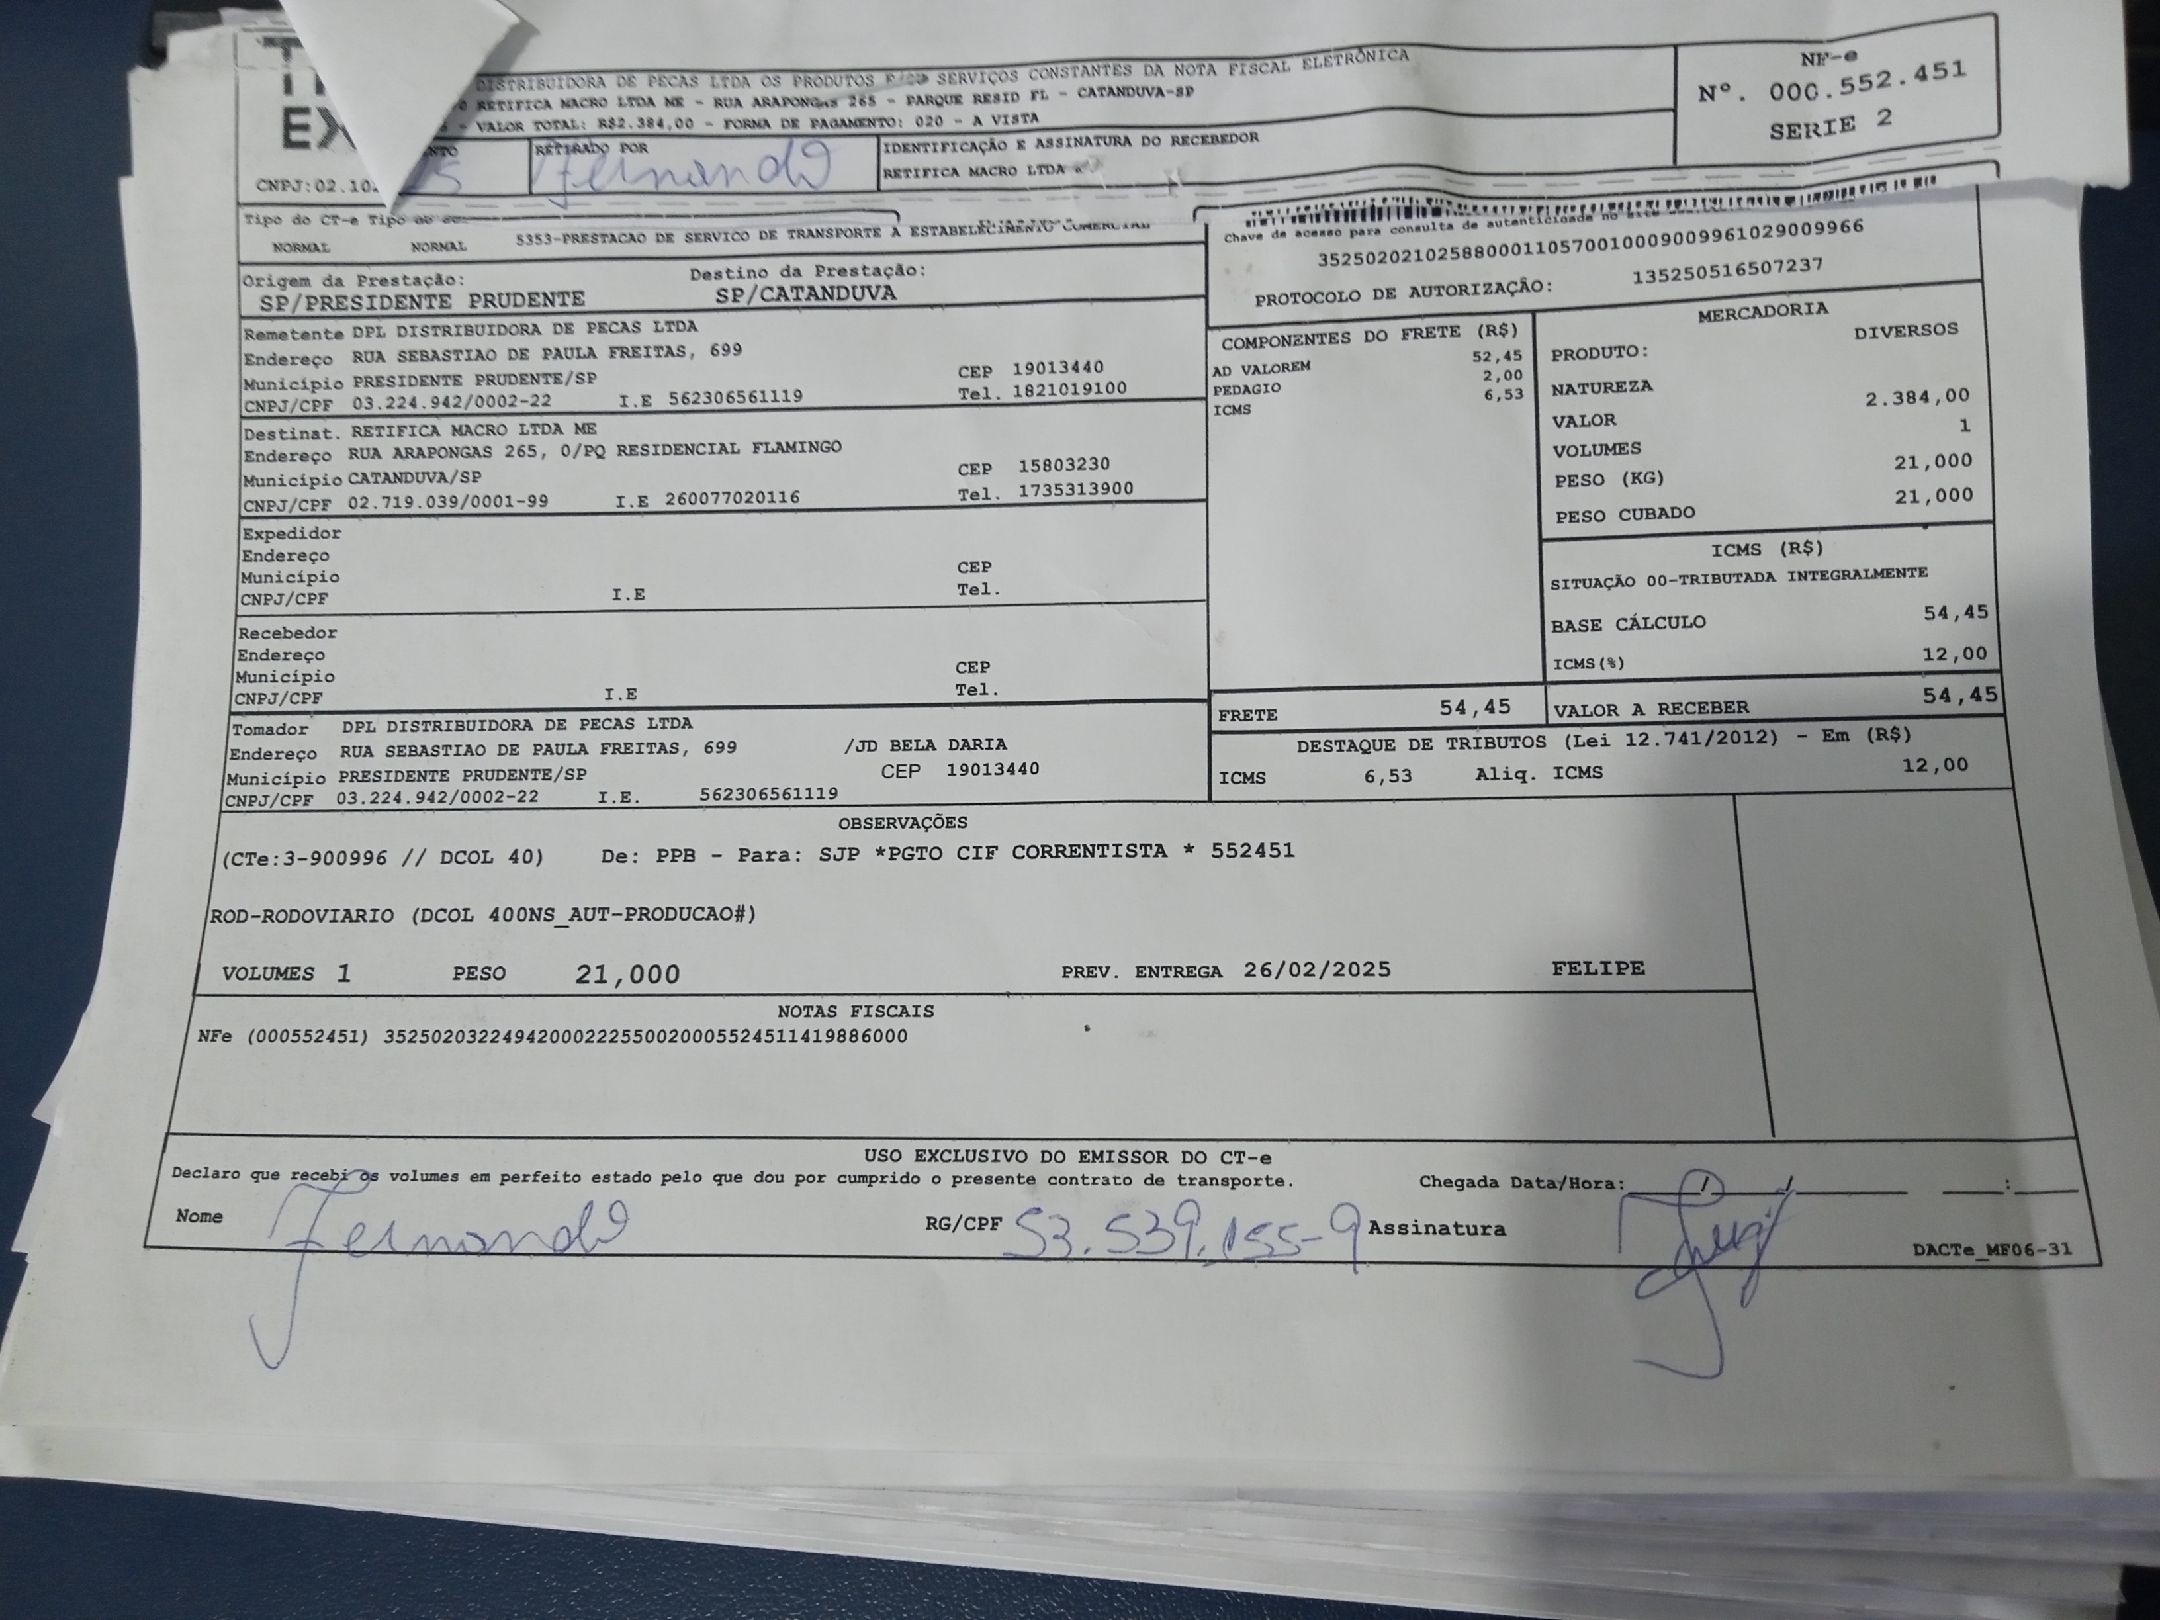 DISTRIBUIDORA DE PECAS LTDA OS PRODUTOS SERVIÇOS CONSTANTES DA NOTA FISCAL ELETRÔNICA
RETIFICA MACRO LTDA ME - RUA ARAPONGAS 265 - PARQUE RESID FL - CATANDUVA-SP
- VALOR TOTAL: R$2.384,00 - FORMA DE PAGAMENTO: 020 - A VISTA
RETIRADO POR Fernando
IDENTIFICAÇÃO E ASSINATURA DO RECEBEDOR
RETIFICA MACRO LTDA
NF-e
Nº. 000.552.451
SERIE 2
CNPJ:02.10
Tipo do CT-e Tipo
NORMAL NORMAL 5353-PRESTACAO DE SERVICO DE TRANSPORTE A ESTABELECIMENTO COMERCIAL
Chave de acesso para consulta de autenticidade no site
35250202102588000110570010009009961029009966
PROTOCOLO DE AUTORIZAÇÃO: 135250516507237
Origem da Prestação: Destino da Prestação:
SP/PRESIDENTE PRUDENTE SP/CATANDUVA
Remetente DPL DISTRIBUIDORA DE PECAS LTDA
Endereço RUA SEBASTIAO DE PAULA FREITAS, 699
Município PRESIDENTE PRUDENTE/SP CEP 19013440
CNPJ/CPF 03.224.942/0002-22 I.E 562306561119 Tel. 1821019100
Destinat. RETIFICA MACRO LTDA ME
Endereço RUA ARAPONGAS 265, 0/PQ RESIDENCIAL FLAMINGO
Município CATANDUVA/SP CEP 15803230
CNPJ/CPF 02.719.039/0001-99 I.E 260077020116 Tel. 1735313900
Expedidor
Endereço
Município CEP
CNPJ/CPF I.E Tel.
Recebedor
Endereço
Município CEP
CNPJ/CPF I.E Tel.
Tomador DPL DISTRIBUIDORA DE PECAS LTDA
Endereço RUA SEBASTIAO DE PAULA FREITAS, 699 /JD BELA DARIA
Município PRESIDENTE PRUDENTE/SP CEP 19013440
CNPJ/CPF 03.224.942/0002-22 I.E. 562306561119
COMPONENTES DO FRETE (R$)
AD VALOREM 52,45
PEDAGIO 2,00
ICMS 6,53
MERCADORIA
PRODUTO: DIVERSOS
NATUREZA
VALOR 2.384,00
VOLUMES 1
PESO (KG) 21,000
PESO CUBADO 21,000
ICMS (R$)
SITUAÇÃO 00-TRIBUTADA INTEGRALMENTE
BASE CÁLCULO 54,45
ICMS(%) 12,00
FRETE 54,45 VALOR A RECEBER 54,45
DESTAQUE DE TRIBUTOS (Lei 12.741/2012) - Em (R$)
ICMS 6,53 Aliq. ICMS 12,00
OBSERVAÇÕES
(CTe:3-900996 // DCOL 40) De: PPB - Para: SJP *PGTO CIF CORRENTISTA * 552451
ROD-RODOVIARIO (DCOL 400NS_AUT-PRODUCAO#)
VOLUMES 1 PESO 21,000 PREV. ENTREGA 26/02/2025 FELIPE
NOTAS FISCAIS
NFe (000552451) 35250203224942000222550020005524511419886000
USO EXCLUSIVO DO EMISSOR DO CT-e
Declaro que recebi os volumes em perfeito estado pelo que dou por cumprido o presente contrato de transporte. Chegada Data/Hora: / / :
Nome Fernando RG/CPF 53.539.155-9 Assinatura
DACTe_MF06-31